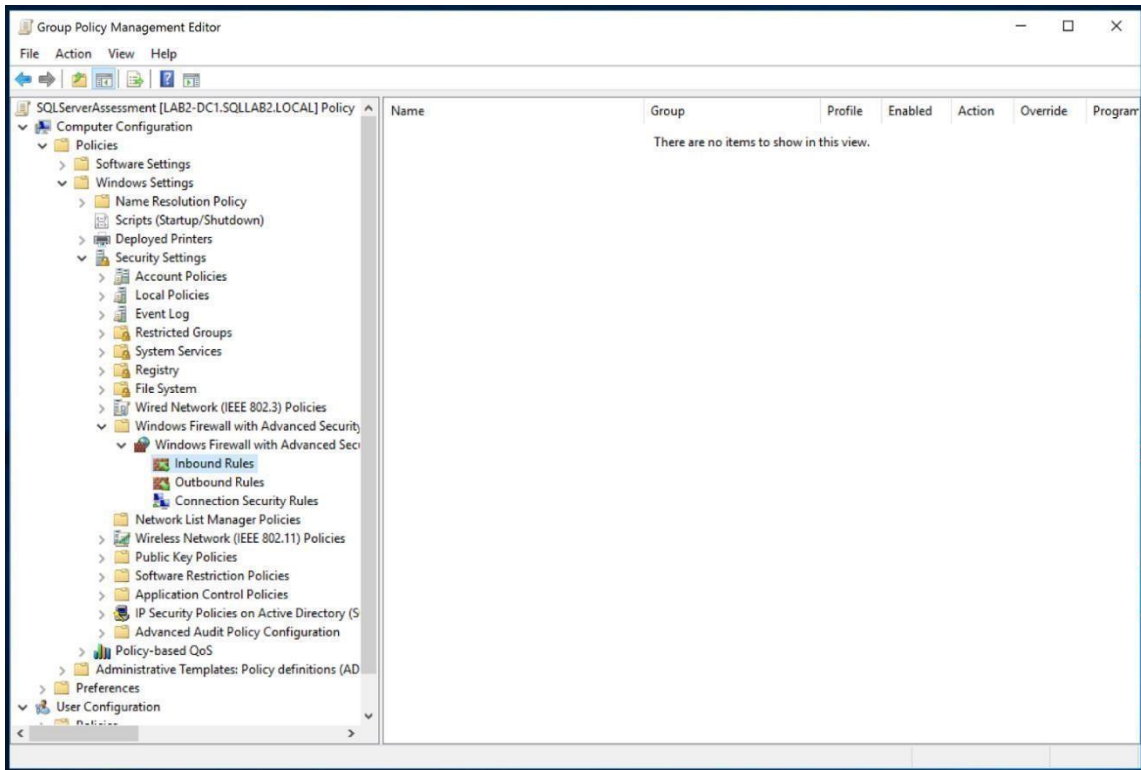 Group Policy Management Editor
File Action View Help
SQLServerAssessment [LAB2-DC1.SQLLAB2.LOCAL] Policy
Computer Configuration
Policies
Software Settings
Windows Settings
Name Resolution Policy
Scripts (Startup/Shutdown)
Deployed Printers
Security Settings
Account Policies
Local Policies
Event Log
Restricted Groups
System Services
Registry
File System
Wired Network (IEEE 802.3) Policies
Windows Firewall with Advanced Security
Windows Firewall with Advanced Sec
Inbound Rules
Outbound Rules
Connection Security Rules
Network List Manager Policies
Wireless Network (IEEE 802.11) Policies
Public Key Policies
Software Restriction Policies
Application Control Policies
IP Security Policies on Active Directory (S
Advanced Audit Policy Configuration
Policy-based QoS
Administrative Templates: Policy definitions (AD
Preferences
User Configuration
Policies
Name Group Profile Enabled Action Override Program
There are no items to show in this view.